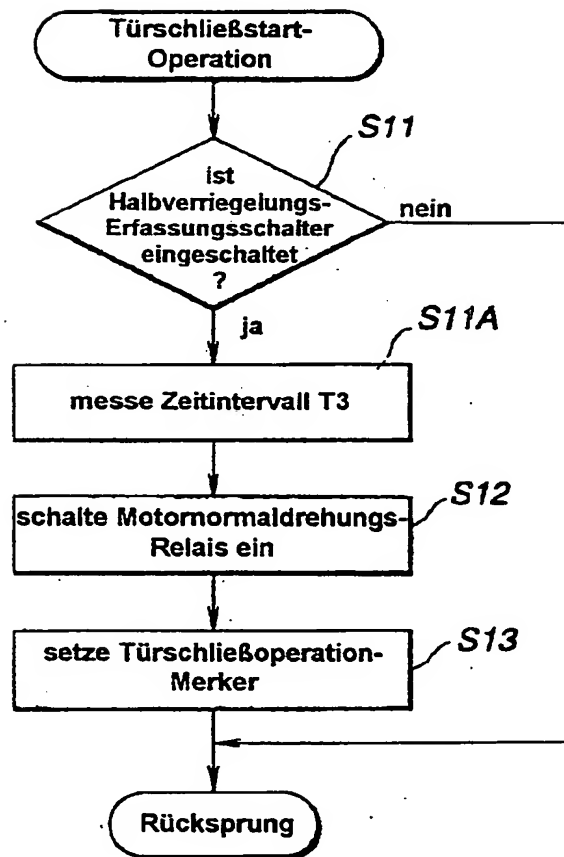 Türschließstart-
Operation
S11
ist
Halbverriegelungs-
Erfassungsschalter
eingeschaltet
?
nein
ja
S11A
messe Zeitintervall T3
S12
schalte Motornormaldrehungs-
Relais ein
S13
setze Türschließoperation-
Merker
Rücksprung